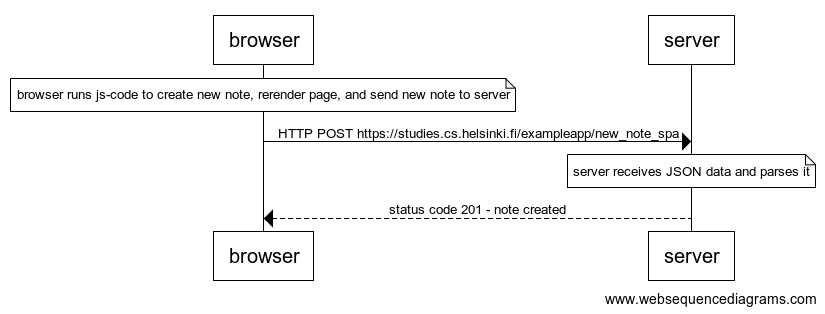 browser server
browser runs js-code to create new note, rerender page, and send new note to server
HTTP POST https://studies.cs.helsinki.fi/exampleapp/new_note_spa
server receives JSON data and parses it
status code 201 - note created
browser server
www.websequencediagrams.com